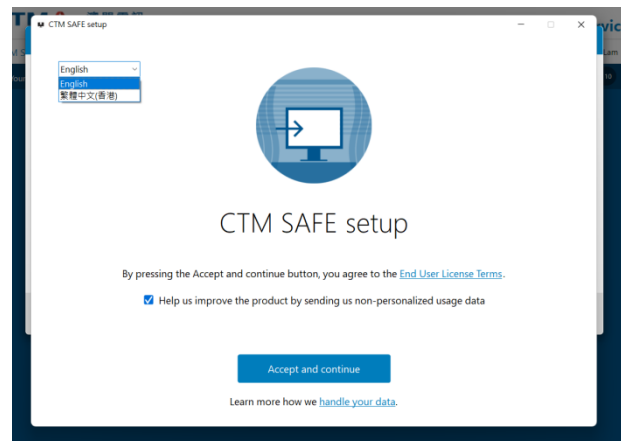 CTM SAFE setup
English
English
繁體中文(香港)
CTM SAFE setup
By pressing the Accept and continue button, you agree to the End User License Terms.
Help us improve the product by sending us non-personalized usage data
Accept and continue
Learn more how we handle your data.